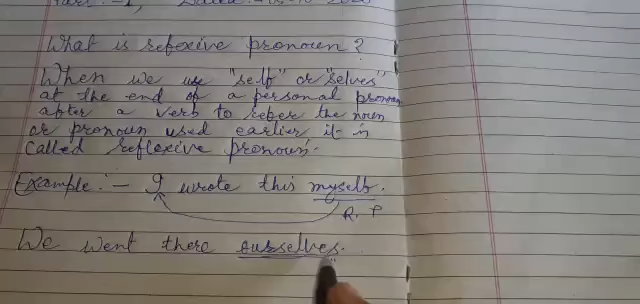 What is refexive pronoun?
When we use "self" or "selves"
at the end of a personal pronoun
after a verb to refer the noun
or pronoun used earlier it is
called reflexive pronoun.
Example:- I wrote this myself.
R.P
We went there ourselves.